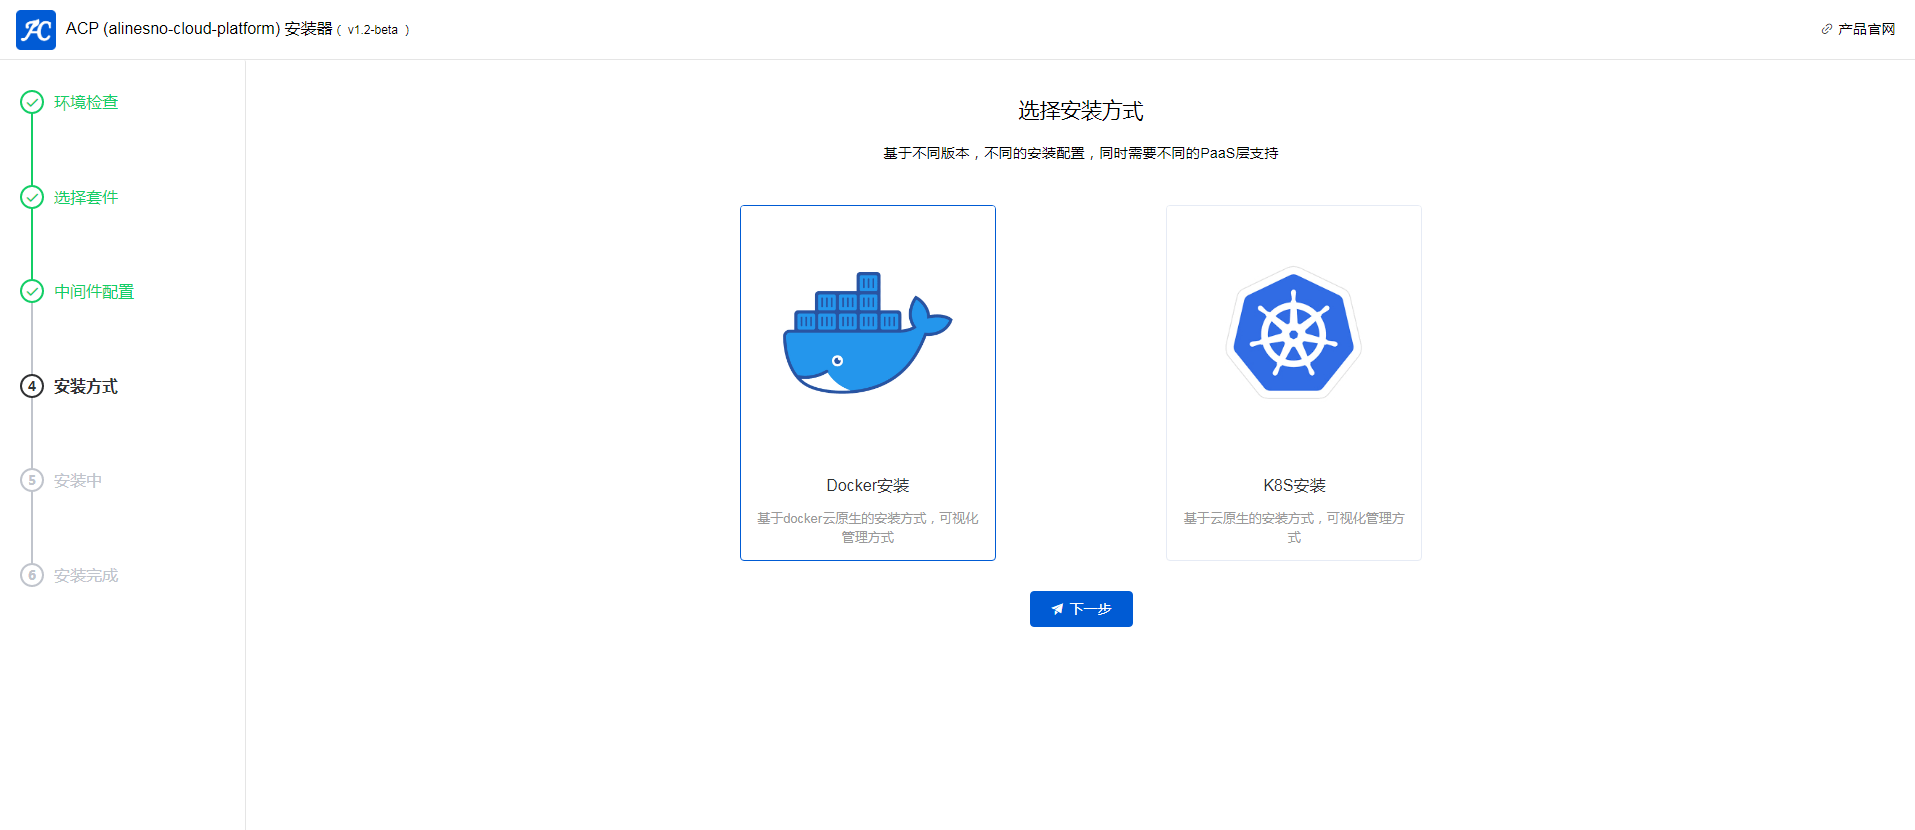 AC
ACP (alinesno-cloud-platform) 安装器 ( v1.2-beta )
产品官网
环境检查
选择套件
中间件配置
4 安装方式
5 安装中
6 安装完成
选择安装方式
基于不同版本，不同的安装配置，同时需要不同的PaaS层支持
Docker安装
基于docker云原生的安装方式，可视化
管理方式
K8S安装
基于云原生的安装方式，可视化管理方
式
下一步